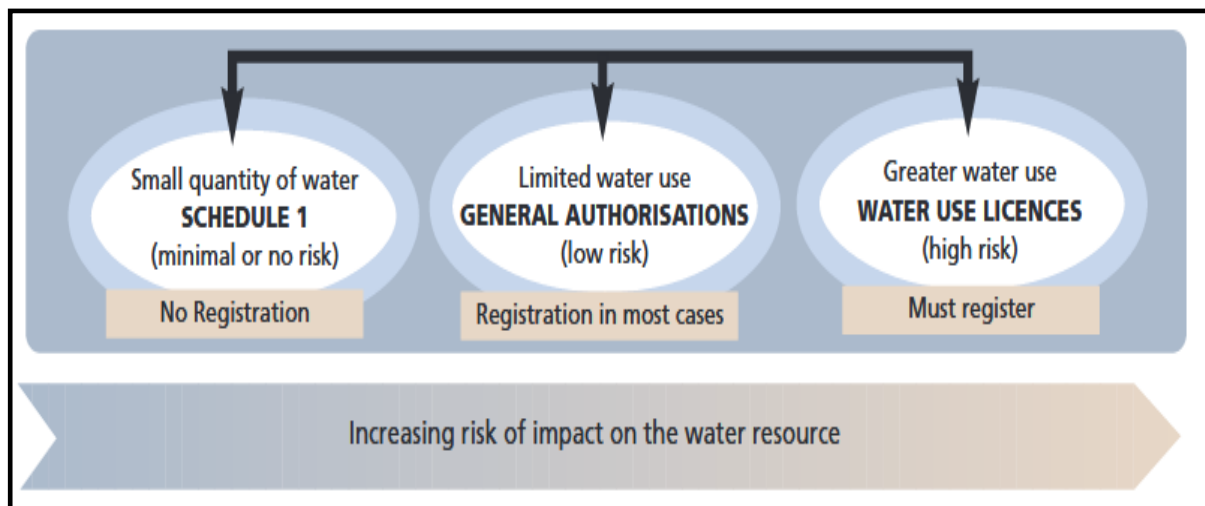 Small quantity of water
SCHEDULE 1
(minimal or no risk)
No Registration
Limited water use
GENERAL AUTHORISATIONS
(low risk)
Registration in most cases
Greater water use
WATER USE LICENCES
(high risk)
Must register
Increasing risk of impact on the water resource